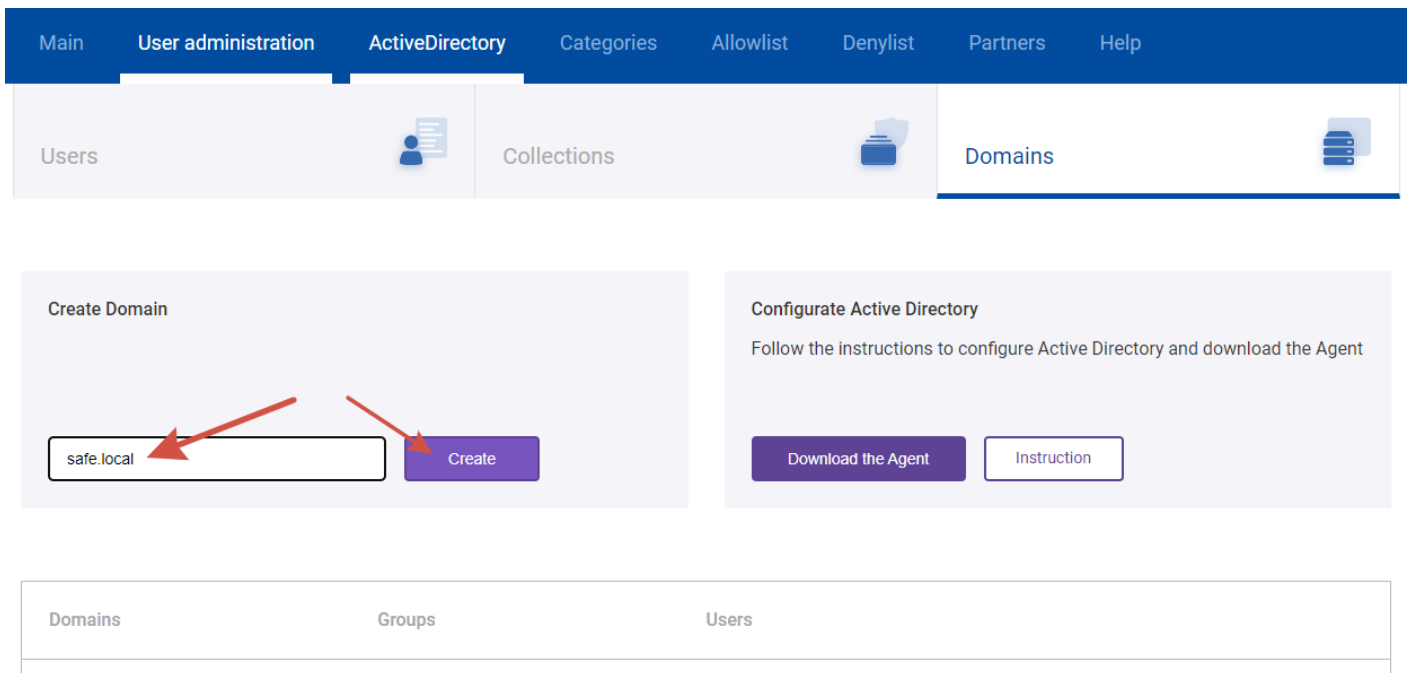 Main User administration ActiveDirectory Categories Allowlist Denylist Partners Help
Users Collections Domains
Create Domain
safe.local Create
Configurate Active Directory
Follow the instructions to configure Active Directory and download the Agent
Download the Agent Instruction
Domains Groups Users